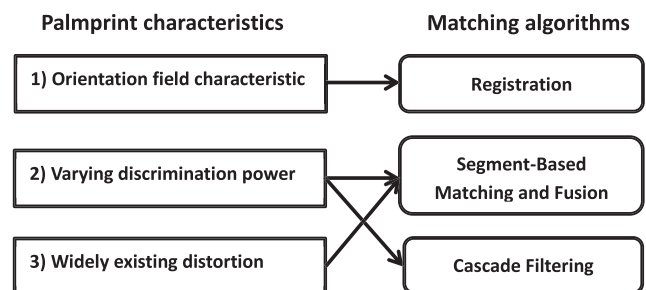 Palmprint characteristics
Matching algorithms
1) Orientation field characteristic
Registration
2) Varying discrimination power
Segment-Based
Matching and Fusion
3) Widely existing distortion
Cascade Filtering